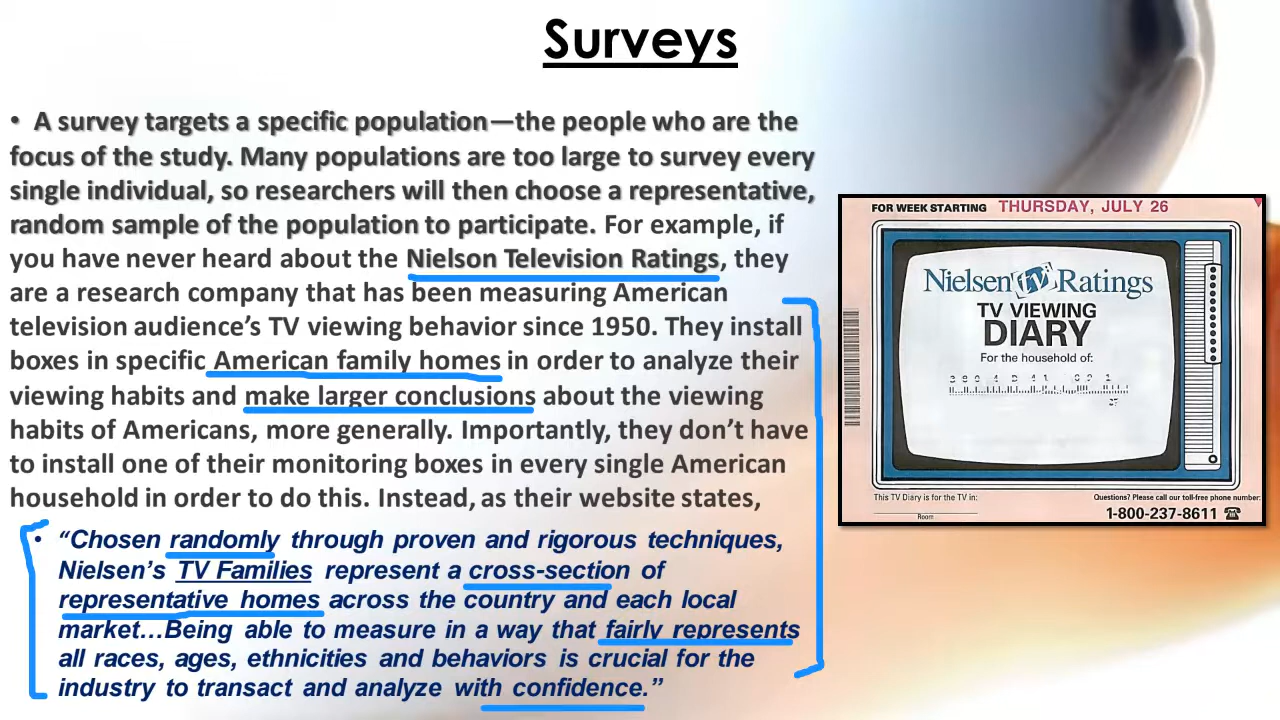 Surveys
• A survey targets a specific population—the people who are the
focus of the study. Many populations are too large to survey every
single individual, so researchers will then choose a representative,
random sample of the population to participate. For example, if
you have never heard about the Nielson Television Ratings, they
are a research company that has been measuring American
television audience’s TV viewing behavior since 1950. They install
boxes in specific American family homes in order to analyze their
viewing habits and make larger conclusions about the viewing
habits of Americans, more generally. Importantly, they don’t have
to install one of their monitoring boxes in every single American
household in order to do this. Instead, as their website states,
• “Chosen randomly through proven and rigorous techniques,
Nielsen’s TV Families represent a cross-section of
representative homes across the country and each local
market…Being able to measure in a way that fairly represents
all races, ages, ethnicities and behaviors is crucial for the
industry to transact and analyze with confidence.”
FOR WEEK STARTING THURSDAY, JULY 26
Nielsen TV Ratings
TV VIEWING
DIARY
For the household of:
This TV Diary is for the TV in:
Room
Questions? Please call our toll-free phone number:
1-800-237-8611